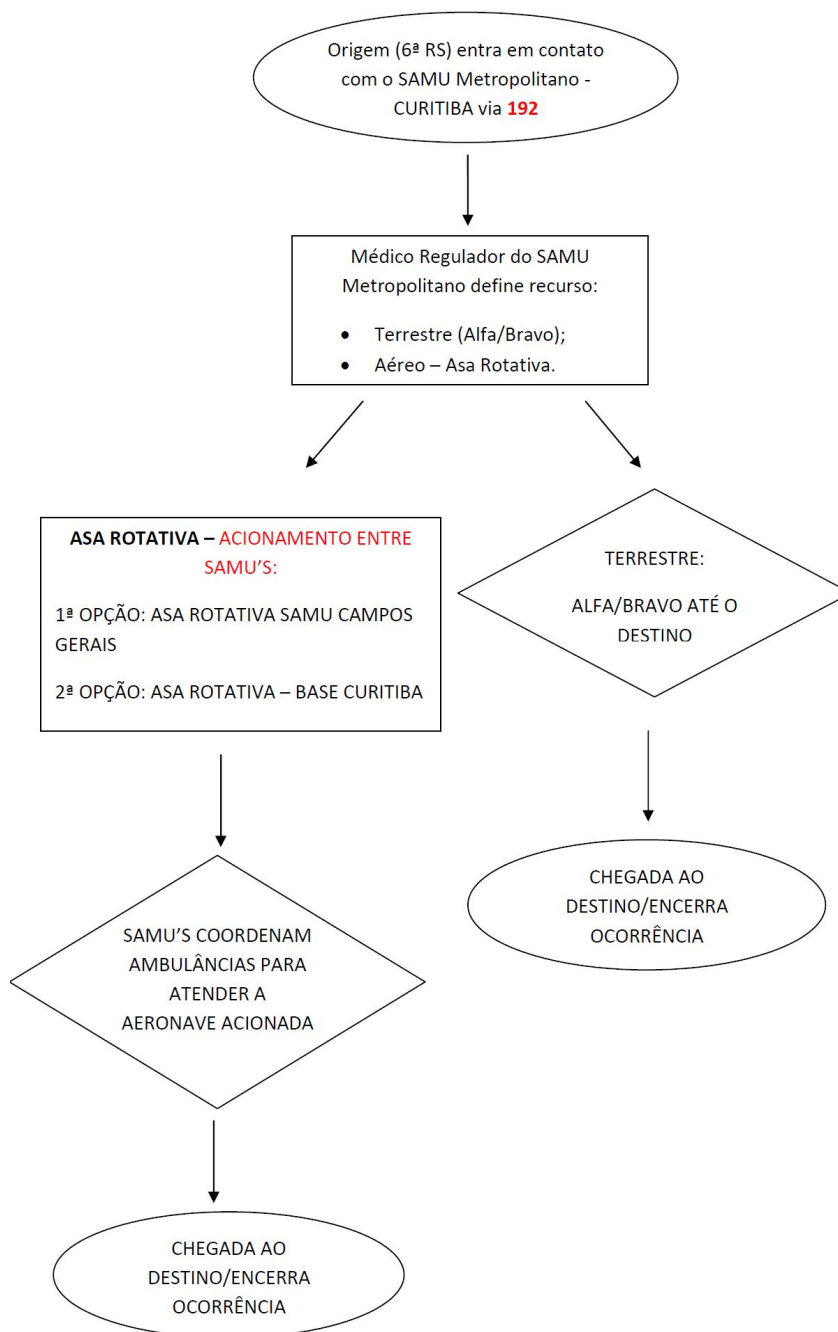 Origem (6ª RS) entra em contato
com o SAMU Metropolitano -
CURITIBA via 192
Médico Regulador do SAMU
Metropolitano define recurso:
• Terrestre (Alfa/Bravo);
• Aéreo – Asa Rotativa.
ASA ROTATIVA – ACIONAMENTO ENTRE
SAMU'S:
1ª OPÇÃO: ASA ROTATIVA SAMU CAMPOS
GERAIS
2ª OPÇÃO: ASA ROTATIVA – BASE CURITIBA
TERRESTRE:
ALFA/BRAVO ATÉ O
DESTINO
SAMU'S COORDENAM
AMBULÂNCIAS PARA
ATENDER A
AERONAVE ACIONADA
CHEGADA AO
DESTINO/ENCERRA
OCORRÊNCIA
CHEGADA AO
DESTINO/ENCERRA
OCORRÊNCIA